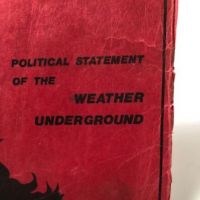 POLITICAL STATEMENT
OF THE
WEATHER
UNDERGROUND